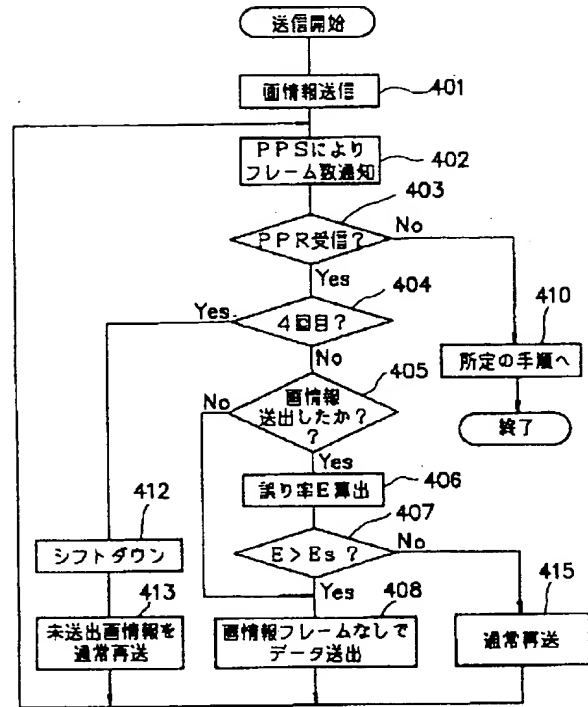 送信開始
画情報送信
401
PPSにより
フレーム数通知
402
403
PPR受信?
No
Yes
404
Yes
4回目?
410
No
所定の手順へ
405
No
画情報
送出したか?
?
終了
Yes
誤り率E算出
406
407
412
シフトダウン
E>Es?
No
Yes
413
408
415
未送出画情報を
通常再送
画情報フレームなしで
データ送出
通常再送